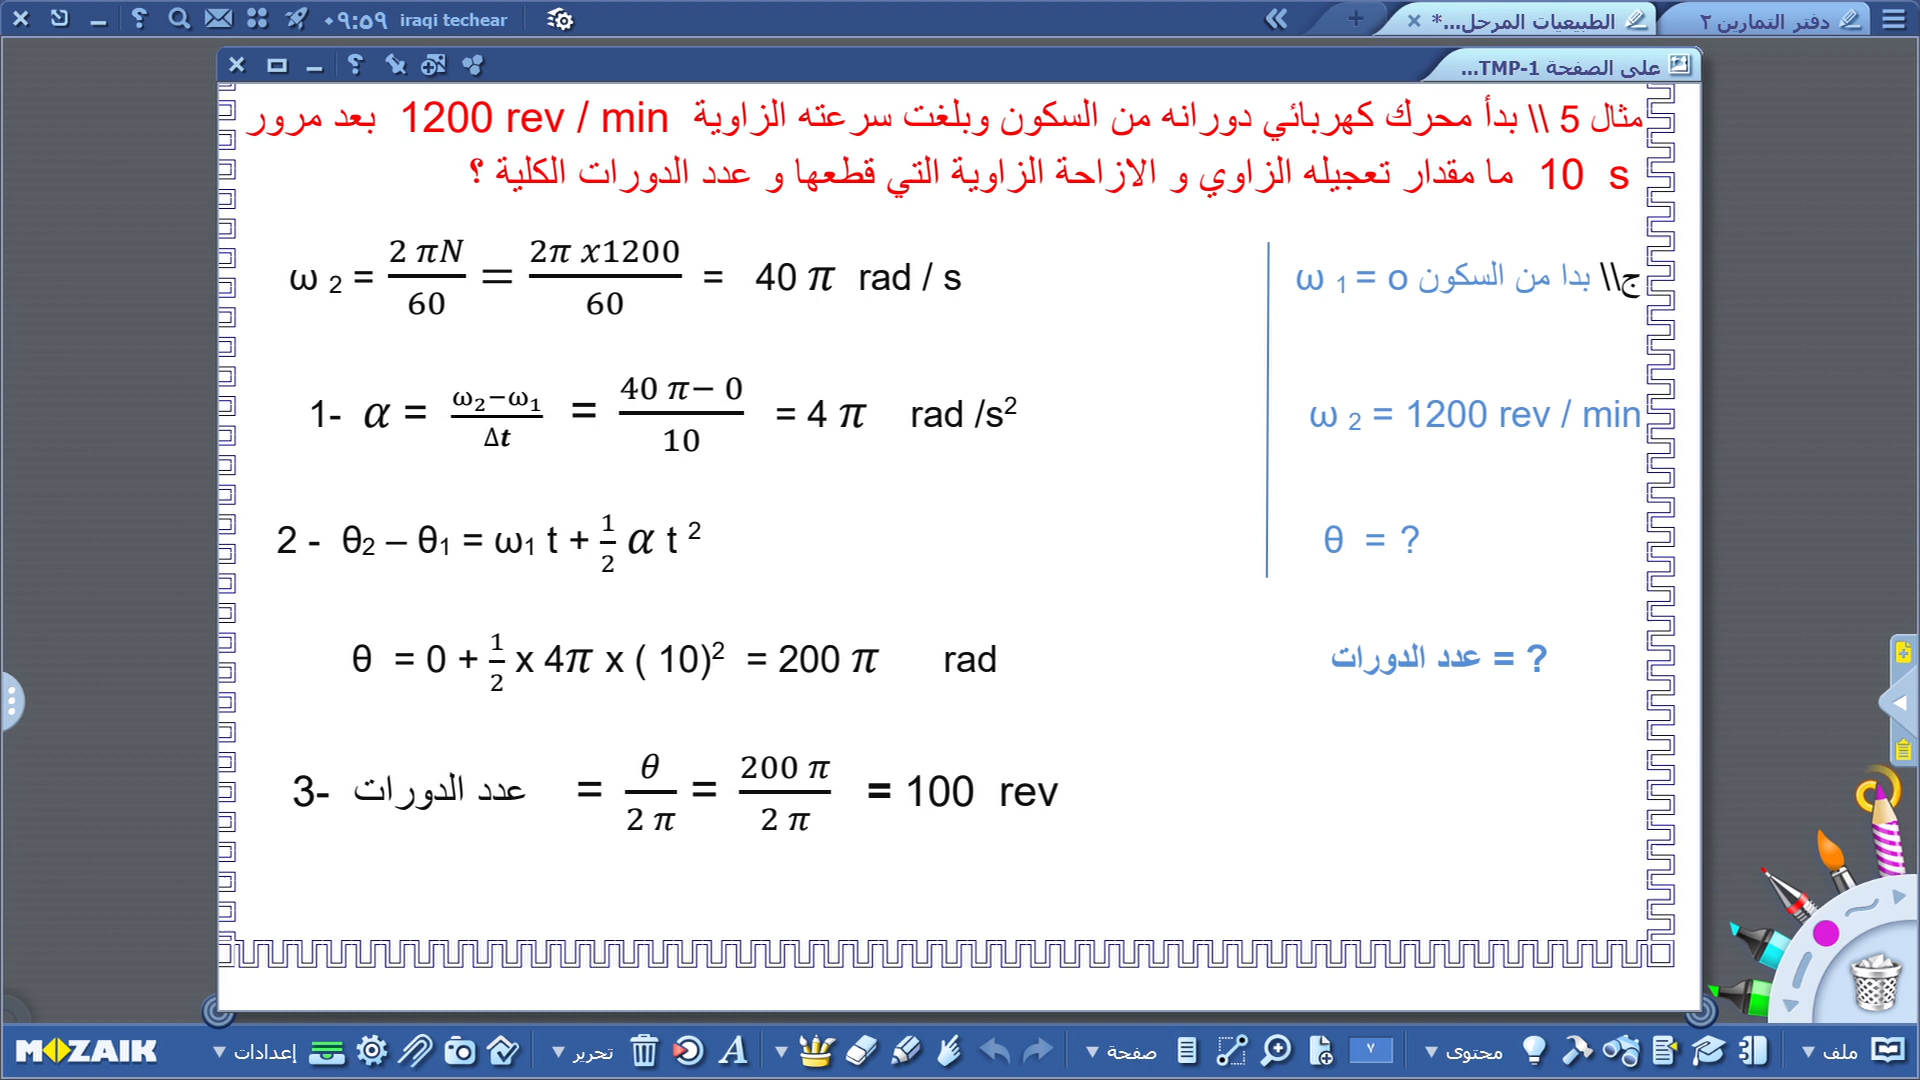 iraqi techear ٠٩:٥٩
الطبيعيات المرحل...*
دفتر التمارين ٢
على الصفحة TMP-1...
مثال 5 \\ بدأ محرك كهربائي دورانه من السكون وبلغت سرعته الزاوية 1200 rev / min بعد مرور
10 s ما مقدار تعجيله الزاوي و الازاحة الزاوية التي قطعها و عدد الدورات الكلية ؟
ج\\ بدا من السكون ω 1 = o
ω 2 = 2 πN/60 = 2π x1200/60 = 40 π rad / s
ω 2 = 1200 rev / min
1- α = ω₂−ω₁/Δt = 40 π− 0/10 = 4 π rad /s²
θ = ?
2 - θ₂ – θ₁ = ω₁ t + 1/2 α t ²
عدد الدورات = ?
θ = 0 + 1/2 x 4π x ( 10)² = 200 π rad
3- عدد الدورات = θ/2 π = 200 π/2 π = 100 rev
MOZAIK
إعدادات
تحرير
صفحة
٧
محتوى
ملف